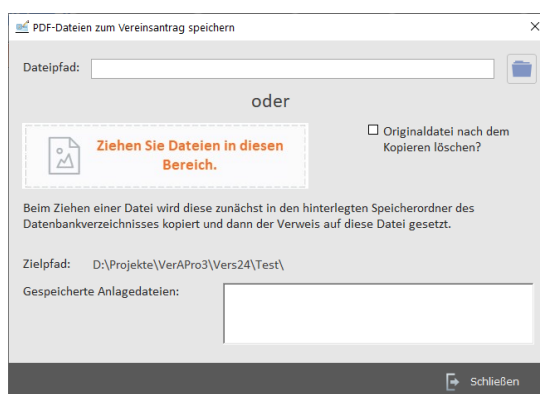 PDF-Dateien zum Vereinsantrag speichern
Dateipfad:
oder
Ziehen Sie Dateien in diesen
Bereich.
Originaldatei nach dem
Kopieren löschen?
Beim Ziehen einer Datei wird diese zunächst in den hinterlegten Speicherordner des
Datenbankverzeichnisses kopiert und dann der Verweis auf diese Datei gesetzt.
Zielpfad: D:\Projekte\VerAPro3\Vers24\Test\
Gespeicherte Anlagedateien:
Schließen